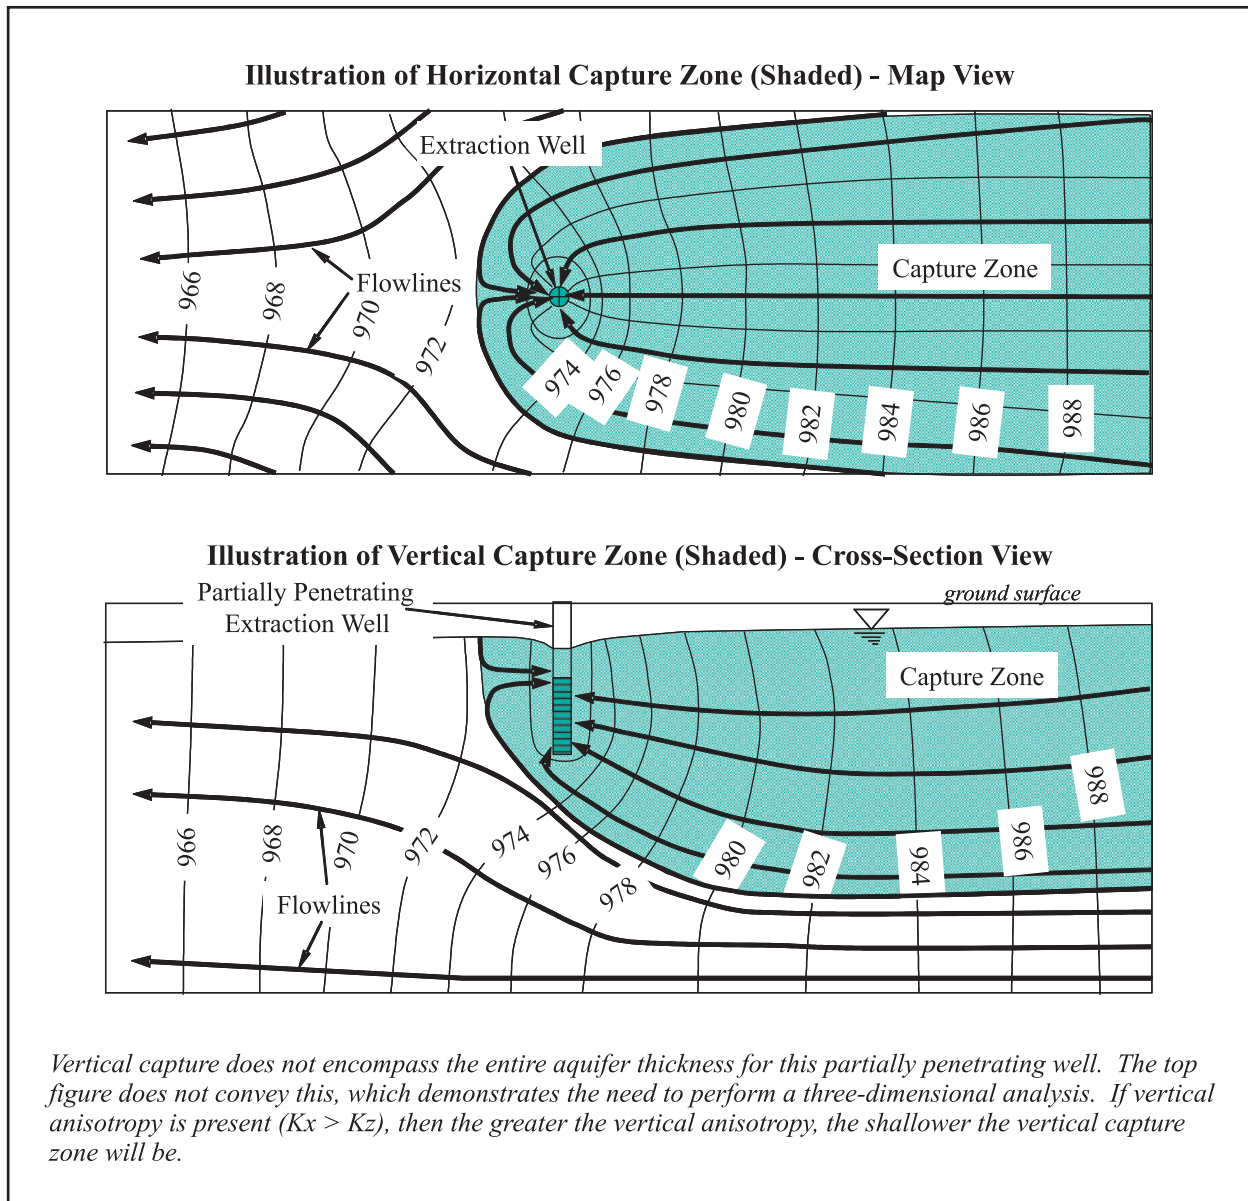 Illustration of Horizontal Capture Zone (Shaded) - Map View
Extraction Well
Capture Zone
Flowlines
966
968
970
972
974
976
978
980
982
984
986
988
Illustration of Vertical Capture Zone (Shaded) - Cross-Section View
Partially Penetrating
Extraction Well
ground surface
Capture Zone
966
968
970
972
974
976
978
980
982
984
986
988
Flowlines
Vertical capture does not encompass the entire aquifer thickness for this partially penetrating well.  The top
figure does not convey this, which demonstrates the need to perform a three-dimensional analysis.  If vertical
anisotropy is present (Kx > Kz), then the greater the vertical anisotropy, the shallower the vertical capture
zone will be.